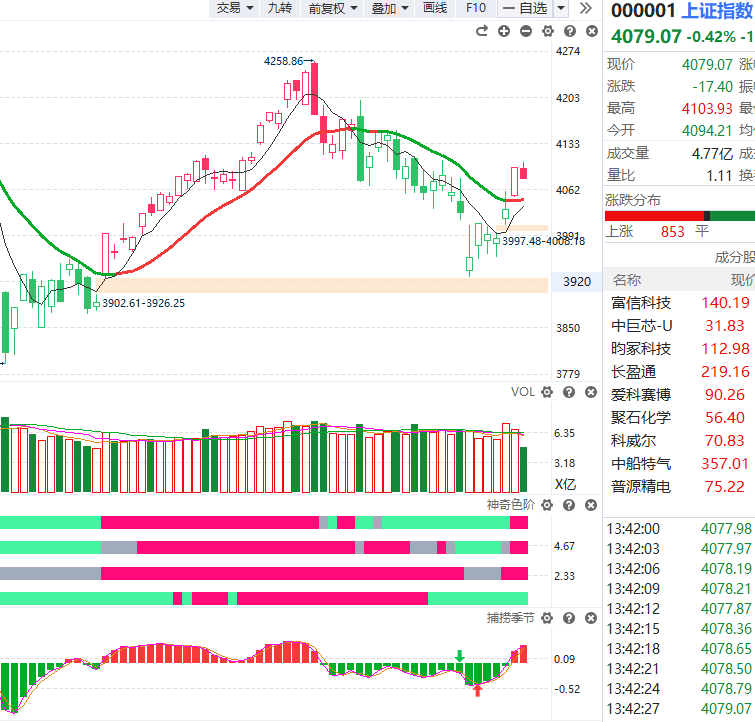 交易 九转 前复权 叠加 画线 F10 一 自选
000001 上证指数
4079.07 -0.42% -1
现价 4079.07
涨跌 -17.40
最高 4103.93
今开 4094.21
成交量 4.77亿
量比 1.11
涨跌分布
上涨 853 平
成分股
名称 现价
富信科技 140.19
中巨芯-U 31.83
昀冢科技 112.98
长盈通 219.16
爱科赛博 90.26
聚石化学 56.40
科威尔 70.83
中船特气 357.01
普源精电 75.22
13:42:00 4077.98
13:42:03 4077.97
13:42:06 4078.19
13:42:09 4078.21
13:42:12 4077.87
13:42:15 4078.36
13:42:18 4078.65
13:42:21 4078.50
13:42:24 4078.79
13:42:27 4079.07
4274
4258.86
4203
4133
4062
3991
3997.48-4008.18
3920
3902.61-3926.25
3850
3779
VOL
6.35
3.18
X亿
神奇色阶
4.67
2.33
捕捞季节
0.09
-0.52